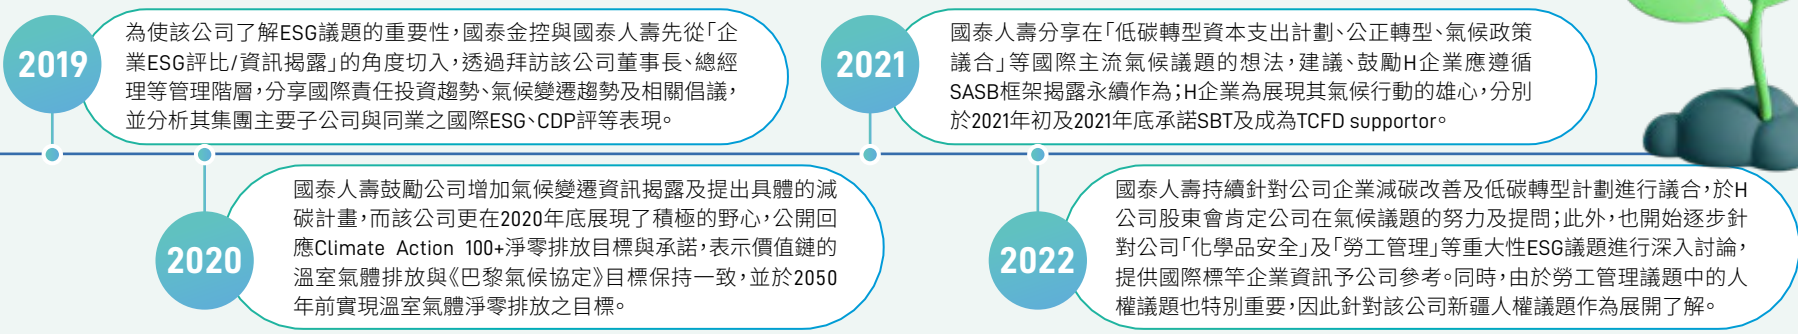 2019
為使該公司了解ESG議題的重要性,國泰金控與國泰人壽先從「企
業ESG評比/資訊揭露」的角度切入,透過拜訪該公司董事長、總經
理等管理階層,分享國際責任投資趨勢、氣候變遷趨勢及相關倡議,
並分析其集團主要子公司與同業之國際ESG、CDP評等表現。
2020
國泰人壽鼓勵公司增加氣候變遷資訊揭露及提出具體的減
碳計畫,而該公司更在2020年底展現了積極的野心,公開回
應Climate Action 100+淨零排放目標與承諾,表示價值鏈的
溫室氣體排放與《巴黎氣候協定》目標保持一致,並於2050
年前實現溫室氣體淨零排放之目標。
2021
國泰人壽分享在「低碳轉型資本支出計劃、公正轉型、氣候政策
議合」等國際主流氣候議題的想法,建議、鼓勵H企業應遵循
SASB框架揭露永續作為;H企業為展現其氣候行動的雄心,分別
於2021年初及2021年底承諾SBT及成為TCFD supportor。
2022
國泰人壽持續針對公司企業減碳改善及低碳轉型計劃進行議合,於H
公司股東會肯定公司在氣候議題的努力及提問;此外,也開始逐步針
對公司「化學品安全」及「勞工管理」等重大性ESG議題進行深入討論,
提供國際標竿企業資訊予公司參考。同時,由於勞工管理議題中的人
權議題也特別重要,因此針對該公司新疆人權議題作為展開了解。